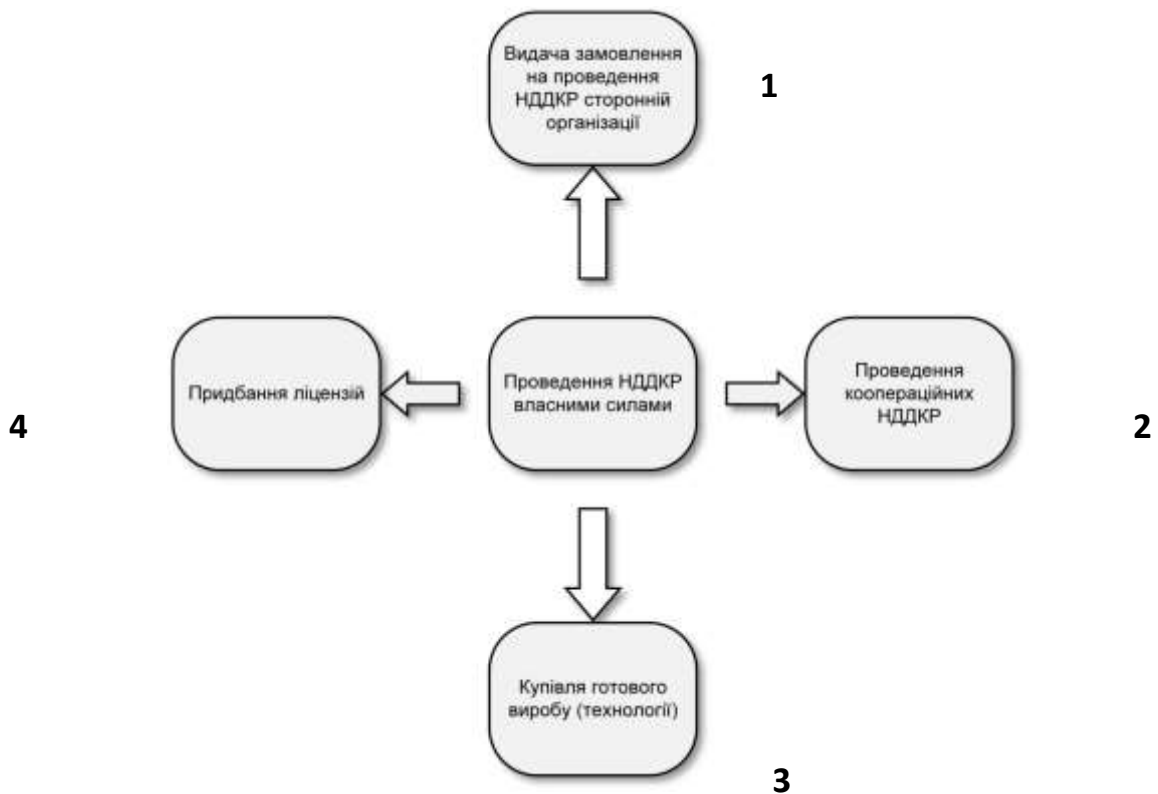 Видача замовлення
на проведення
НДДКР сторонній
організації
1
Придбання ліцензій
Проведення НДДКР
власними силами
Проведення
коопераційних
НДДКР
4
2
Купівля готового
виробу (технології)
3